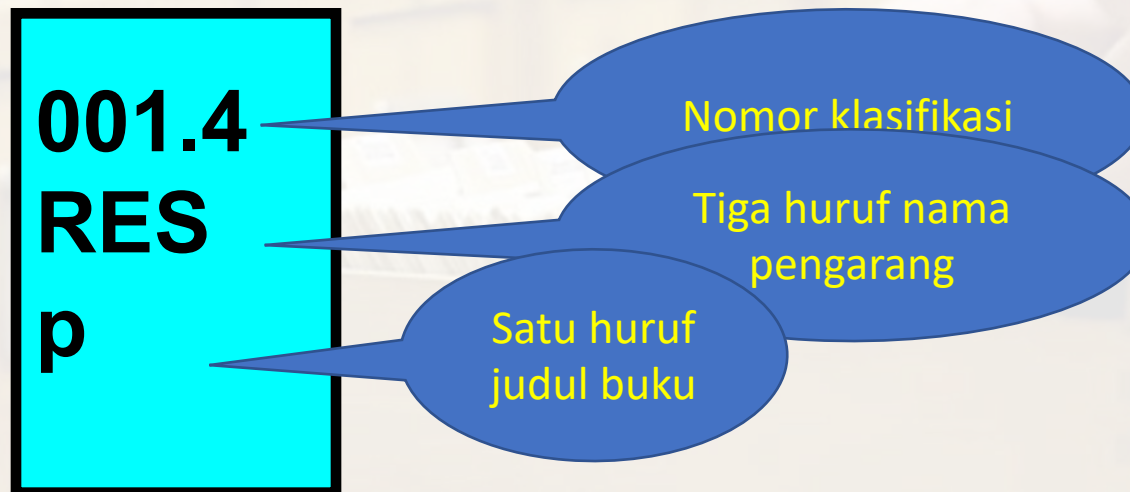 001.4
RES
p
Nomor klasifikasi
Tiga huruf nama
pengarang
Satu huruf
judul buku